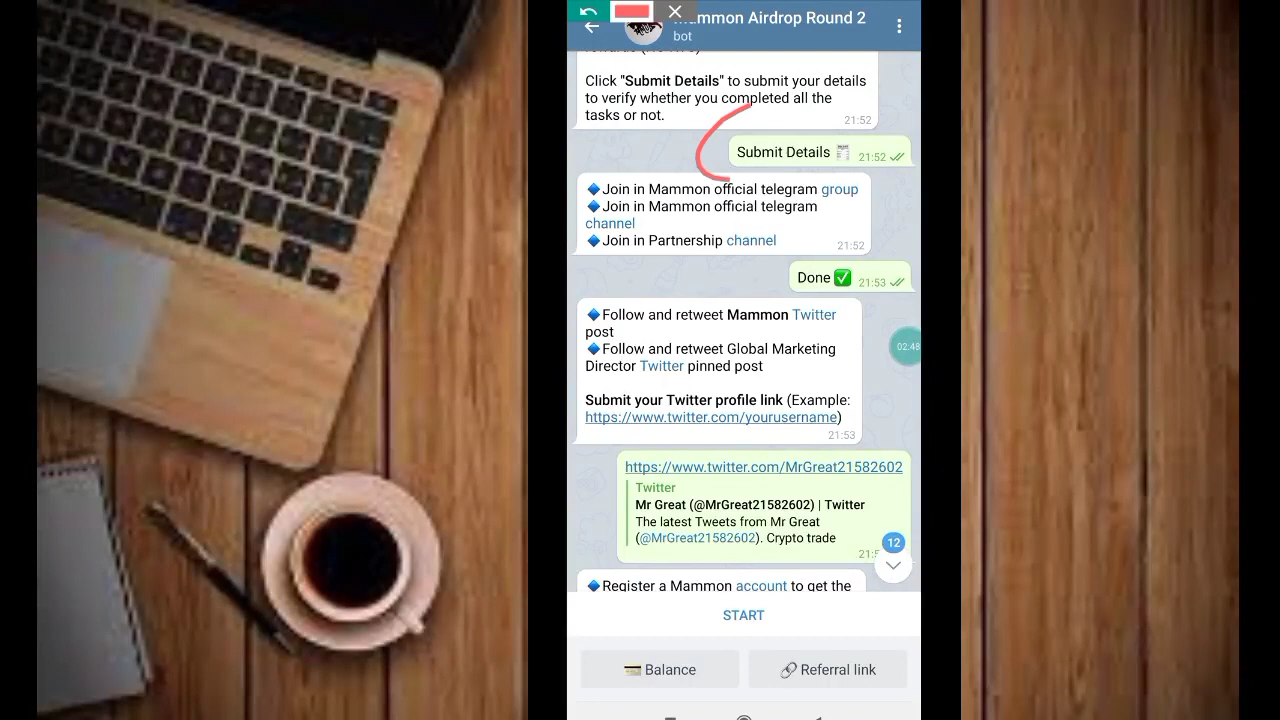 Mammon Airdrop Round 2
bot
Click "Submit Details" to submit your details
to verify whether you completed all the
tasks or not.
21:52
Submit Details
21:52
Join in Mammon official telegram group
Join in Mammon official telegram
channel
Join in Partnership channel
21:52
Done ✅
21:53
Follow and retweet Mammon Twitter
post
Follow and retweet Global Marketing
Director Twitter pinned post
02:48
Submit your Twitter profile link (Example:
https://www.twitter.com/yourusername)
21:53
https://www.twitter.com/MrGreat21582602
Twitter
Mr Great (@MrGreat21582602) | Twitter
The latest Tweets from Mr Great
(@MrGreat21582602). Crypto trade
12
Register a Mammon account to get the
START
Balance
Referral link